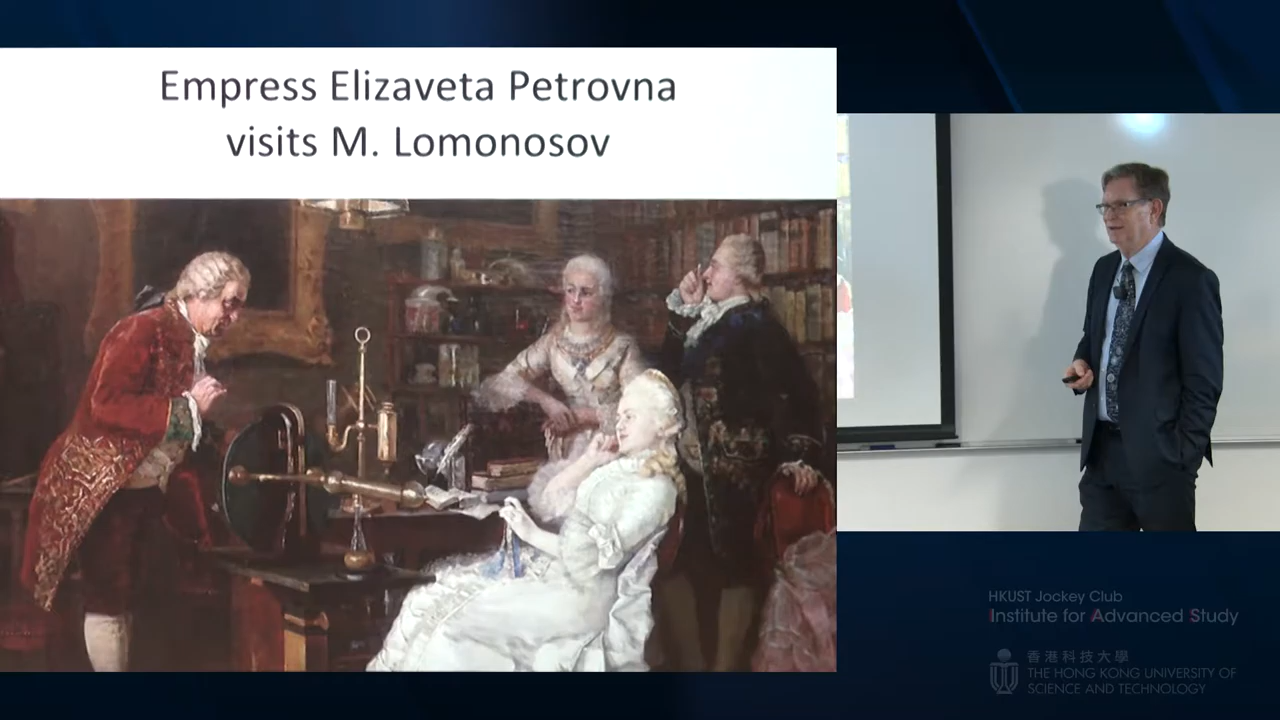 Empress Elizaveta Petrovna
visits M. Lomonosov
HKUST Jockey Club
Institute for Advanced Study
香港科技大學
THE HONG KONG UNIVERSITY OF
SCIENCE AND TECHNOLOGY